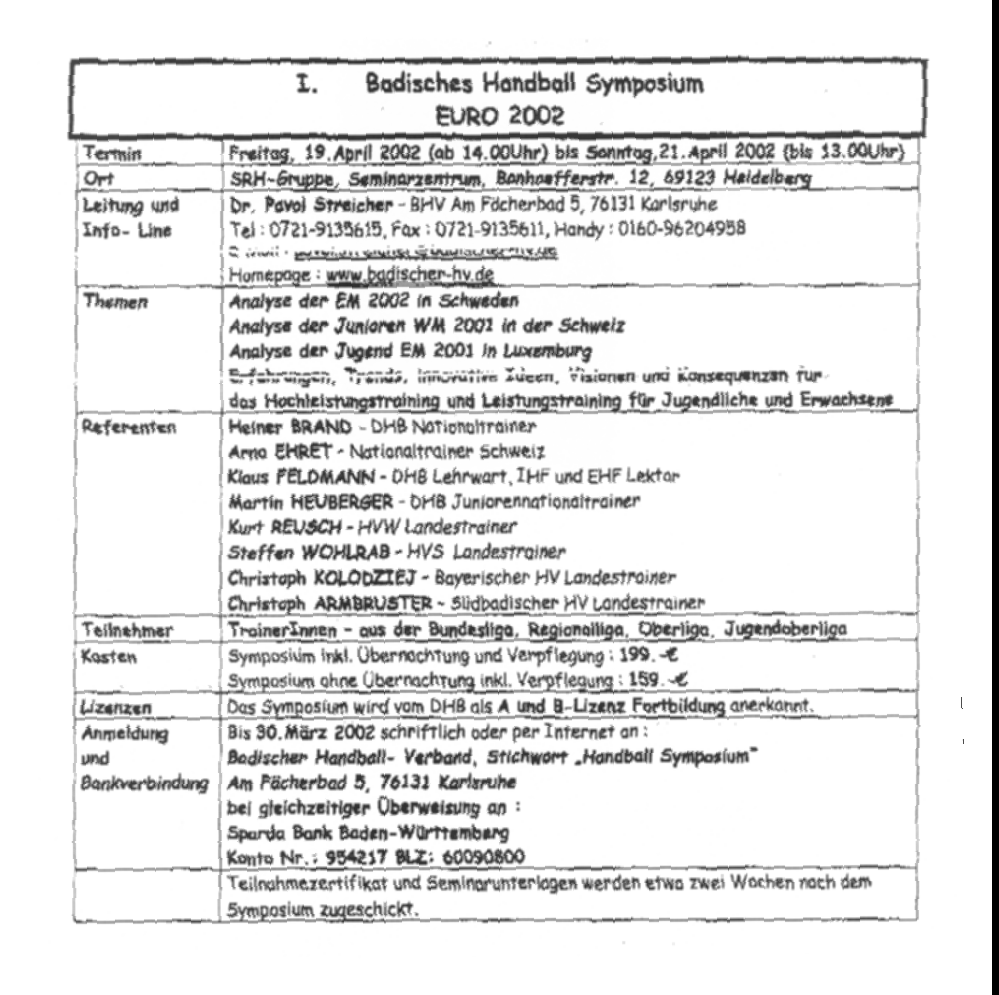 I. Badisches Handball Symposium
EURO 2002
Termin Freitag, 19.April 2002 (ab 14.00Uhr) bis Sonntag,21.April 2002 (bis 13.00Uhr)
Ort SRH-Gruppe, Seminarzentrum, Bonhoefferstr. 12, 69123 Heidelberg
Leitung und Dr. Pavol Streicher - BHV Am Fächerbad 5, 76131 Karlsruhe
Info- Line Tel : 0721-9135615, Fax : 0721-9135611, Handy : 0160-96204958
Homepage : www.badischer-hv.de
Themen Analyse der EM 2002 in Schweden
Analyse der Junioren WM 2001 in der Schweiz
Analyse der Jugend EM 2001 in Luxemburg
Erfahrungen, Trends, innovative Ideen, Visionen und Konsequenzen für
das Hochleistungstraining und Leistungstraining für Jugendliche und Erwachsene
Referenten Heiner BRAND - DHB Nationaltrainer
Arno EHRET - Nationaltrainer Schweiz
Klaus FELDMANN - DHB Lehrwart, IHF und EHF Lektor
Martin HEUBERGER - DHB Juniorennationaltrainer
Kurt REUSCH - HVW Landestrainer
Steffen WOHLRAB - HVS Landestrainer
Christoph KOLODZIEJ - Bayerischer HV Landestrainer
Christoph ARMBRUSTER - Südbadischer HV Landestrainer
Teilnehmer TrainerInnen - aus der Bundesliga, Regionalliga, Oberliga, Jugendoberliga
Kosten Symposium inkl. Übernachtung und Verpflegung : 199.-€
Symposium ohne Übernachtung inkl. Verpflegung : 159.-€
Lizenzen Das Symposium wird vom DHB als A und B-Lizenz Fortbildung anerkannt.
Anmeldung Bis 30.März 2002 schriftlich oder per Internet an :
und Badischer Handball- Verband, Stichwort „Handball Symposium"
Bankverbindung Am Fächerbad 5, 76131 Karlsruhe
bei gleichzeitiger Überweisung an :
Sparda Bank Baden-Württemberg
Konto Nr.: 954217 BLZ: 60090800
Teilnahmezertifikat und Seminarunterlagen werden etwa zwei Wochen nach dem
Symposium zugeschickt.